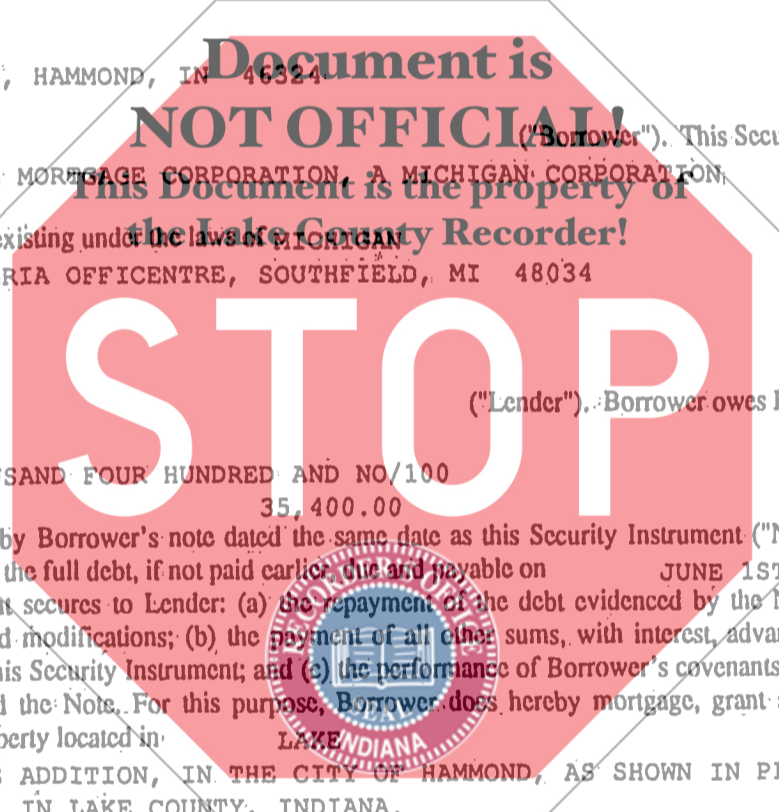 Document is
, HAMMOND, IN 46324
NOT OFFICIAL!
("Borrower"). This Secu
MORTGAGE CORPORATION, A MICHIGAN CORPORATION,
This Document is the property of
the Lake County Recorder!
existing under the laws of MICHIGAN
RIA OFFICENTRE, SOUTHFIELD, MI 48034
STOP
("Lender"). Borrower owes
USAND FOUR HUNDRED AND NO/100
35,400.00
by Borrower's note dated the same date as this Security Instrument ("N
the full debt, if not paid earlier, due and payable on JUNE 1ST
t secures to Lender: (a) the repayment of the debt evidenced by the
d modifications; (b) the payment of all other sums, with interest, advan
his Security Instrument; and (c) the performance of Borrower's covenants
d the Note. For this purpose, Borrower does hereby mortgage, grant
perty located in LAKE
S ADDITION, IN THE CITY OF HAMMOND, AS SHOWN IN PL
IN LAKE COUNTY, INDIANA.
RECORDER'S OFFICE
SEAL
INDIANA